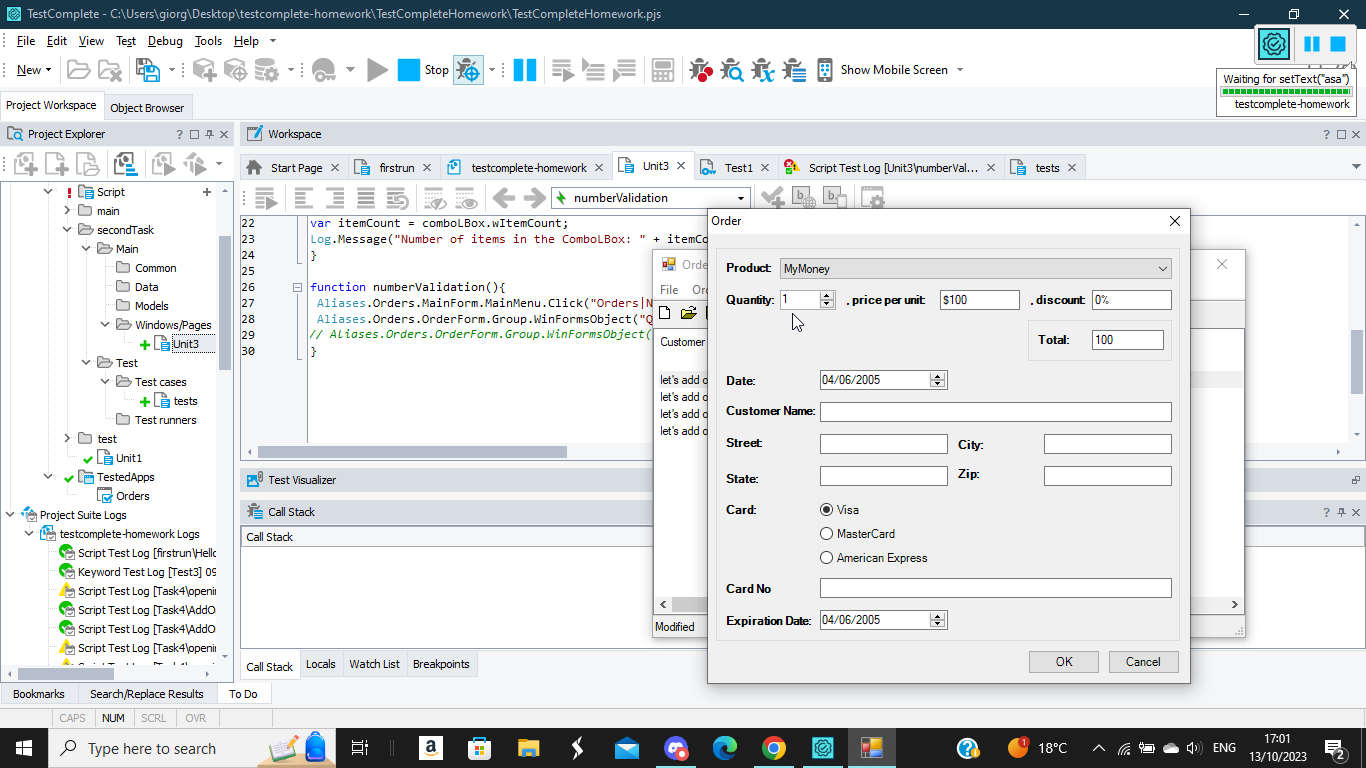 TestComplete - C:\Users\giorg\Desktop\testcomplete-homework\TestCompleteHomework\TestCompleteHomework.pjs
File Edit View Test Debug Tools Help
New Stop Show Mobile Screen
Waiting for setText("asa")
testcomplete-homework
Project Workspace Object Browser
Project Explorer
Workspace
Start Page firstrun testcomplete-homework Unit3 Test1 Script Test Log [Unit3\numberVal... tests
numberValidation
Script
main
secondTask
Main
Common
Data
Models
Windows/Pages
Unit3
Test
Test cases
tests
Test runners
test
Unit1
TestedApps
Orders
Project Suite Logs
testcomplete-homework Logs
Script Test Log [firstrun\Hello
Keyword Test Log [Test3] 09
Script Test Log [Task4\openin
Script Test Log [Task4\AddO
Script Test Log [Task4\AddO
Script Test Log [Task4\openin
22 var itemCount = comboLBox.wItemCount;
23 Log.Message("Number of items in the ComboLBox: " + itemCo
24 }
25
26 function numberValidation(){
27 Aliases.Orders.MainForm.MainMenu.Click("Orders|N
28 Aliases.Orders.OrderForm.Group.WinFormsObject("Q
29 // Aliases.Orders.OrderForm.Group.WinFormsObject(
30 }
Test Visualizer
Call Stack
Call Stack
Call Stack Locals Watch List Breakpoints
Bookmarks Search/Replace Results To Do
CAPS NUM SCRL OVR
Orde
File Or
Customer
let's add o
let's add o
let's add o
let's add o
Modified
Order
Product: MyMoney
Quantity: 1 . price per unit: $100 . discount: 0%
Total: 100
Date: 04/06/2005
Customer Name:
Street: City:
State: Zip:
Card: Visa
MasterCard
American Express
Card No
Expiration Date: 04/06/2005
OK Cancel
Type here to search
a
1
18°C
ENG
17:01
13/10/2023
2